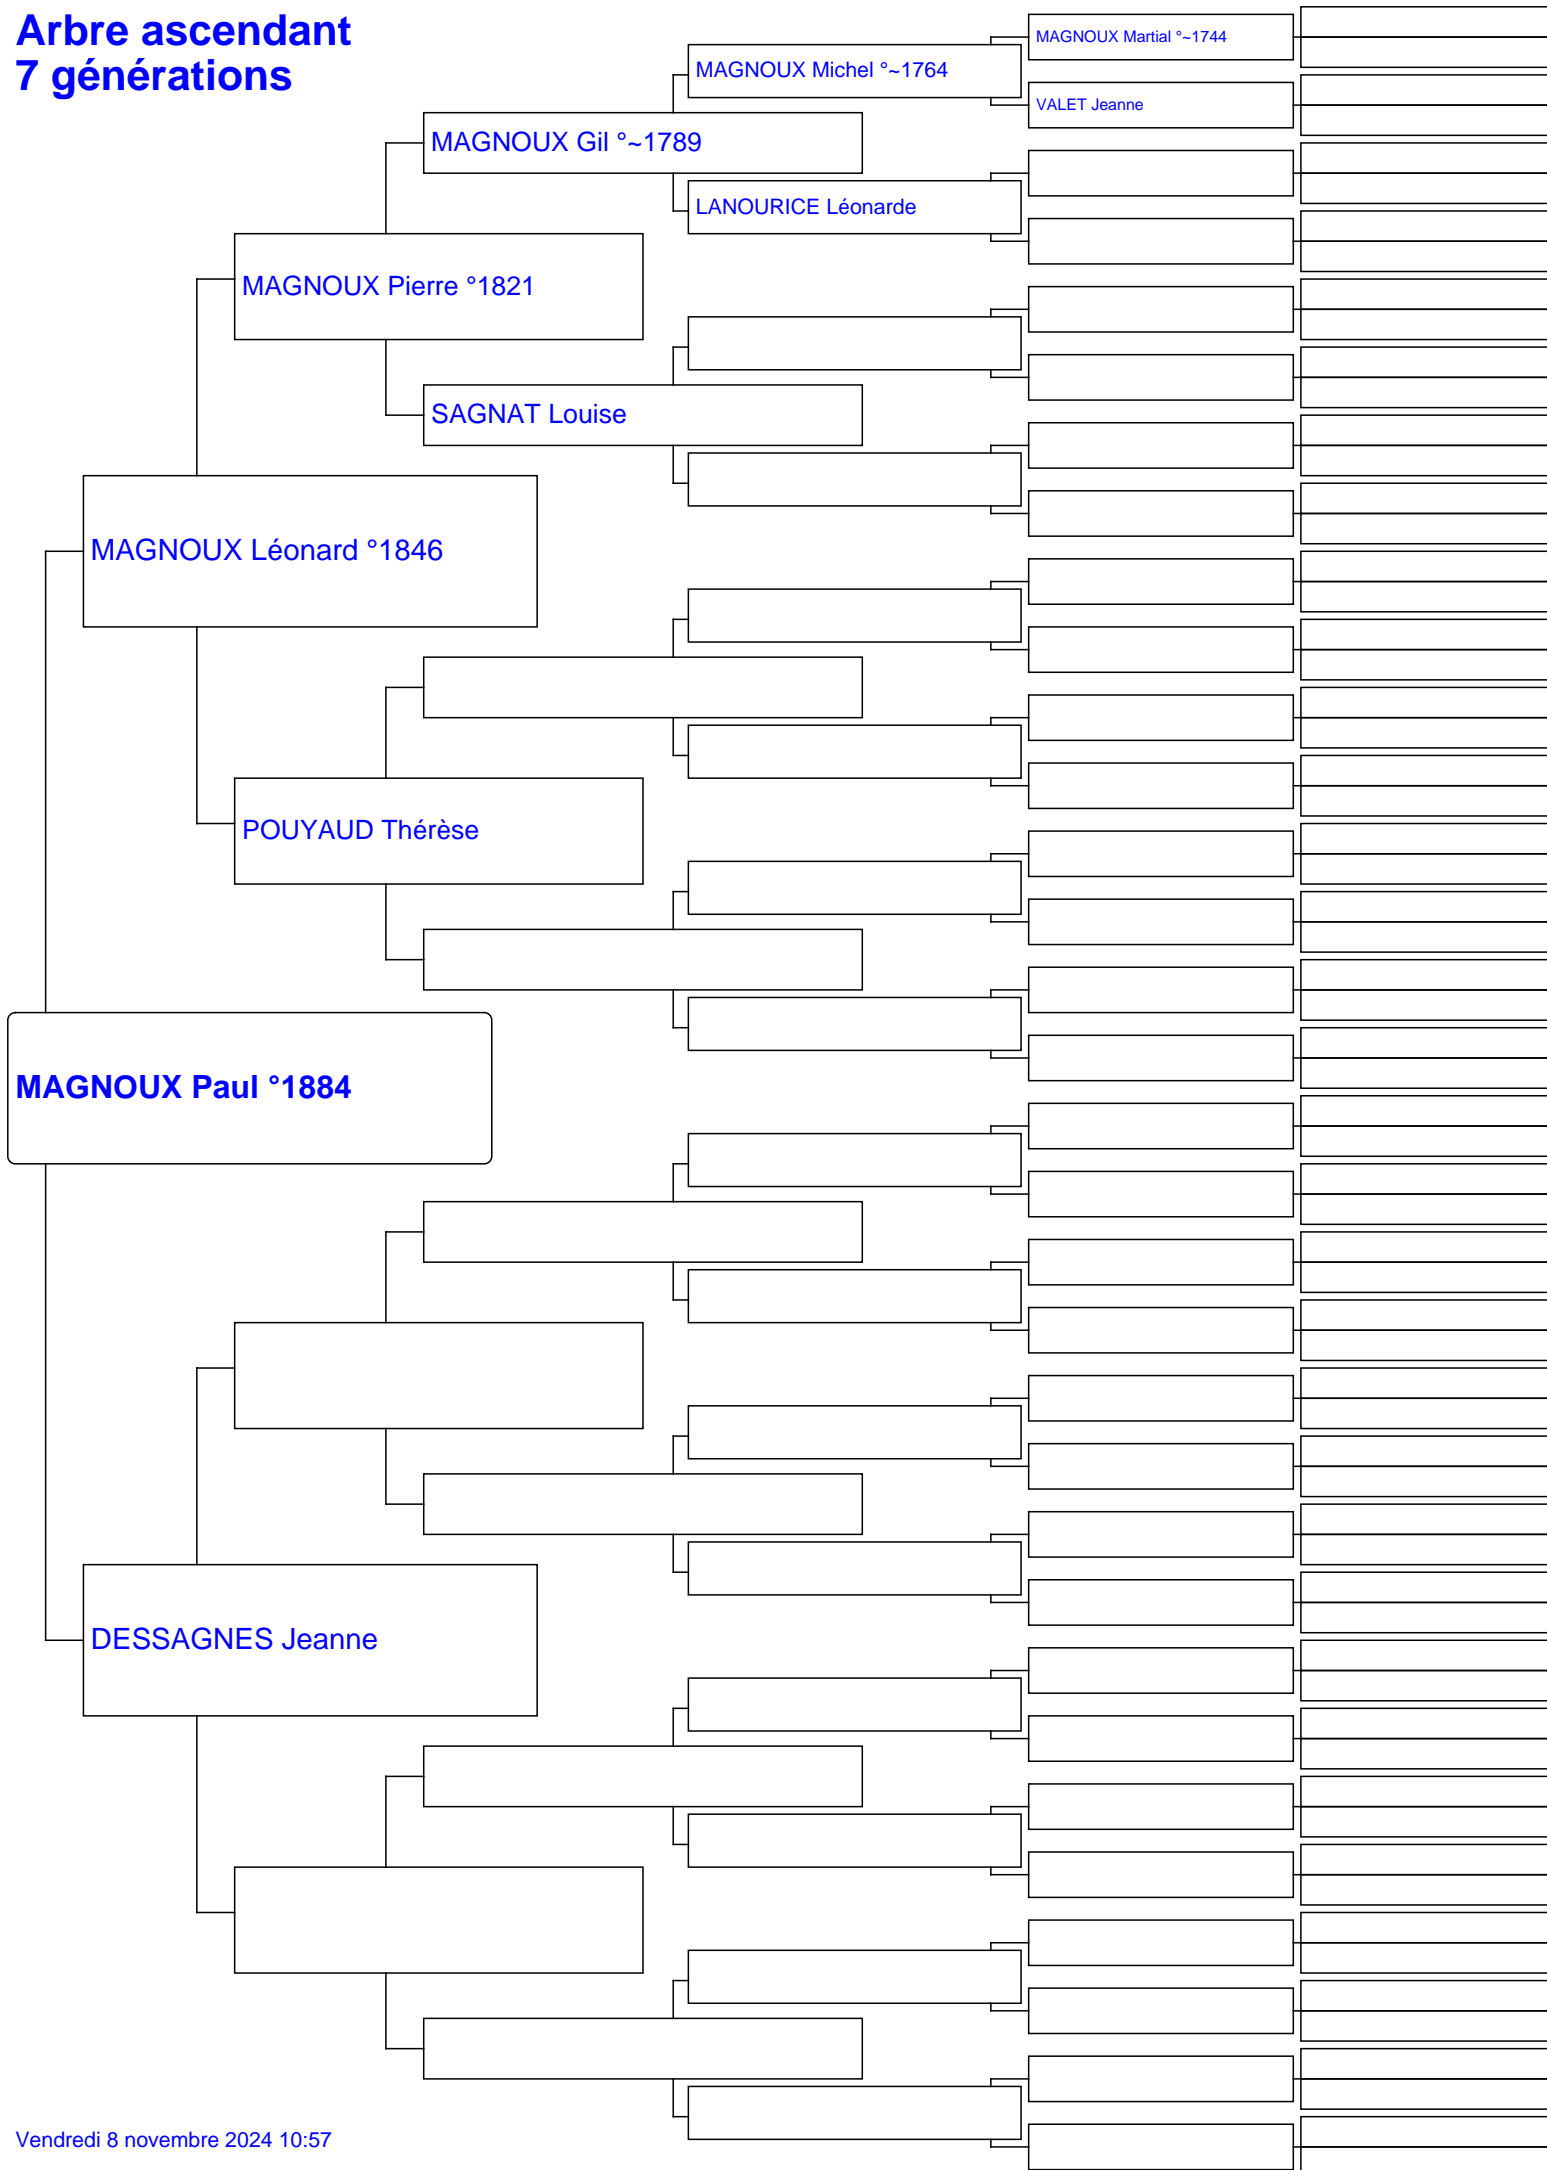 Arbre ascendant
7 générations
MAGNOUX Martial °~1744
MAGNOUX Michel °~1764
VALET Jeanne
MAGNOUX Gil °~1789
LANOURICE Léonarde
MAGNOUX Pierre °1821
SAGNAT Louise
MAGNOUX Léonard °1846
POUYAUD Thérèse
MAGNOUX Paul °1884
DESSAGNES Jeanne
Vendredi 8 novembre 2024 10:57